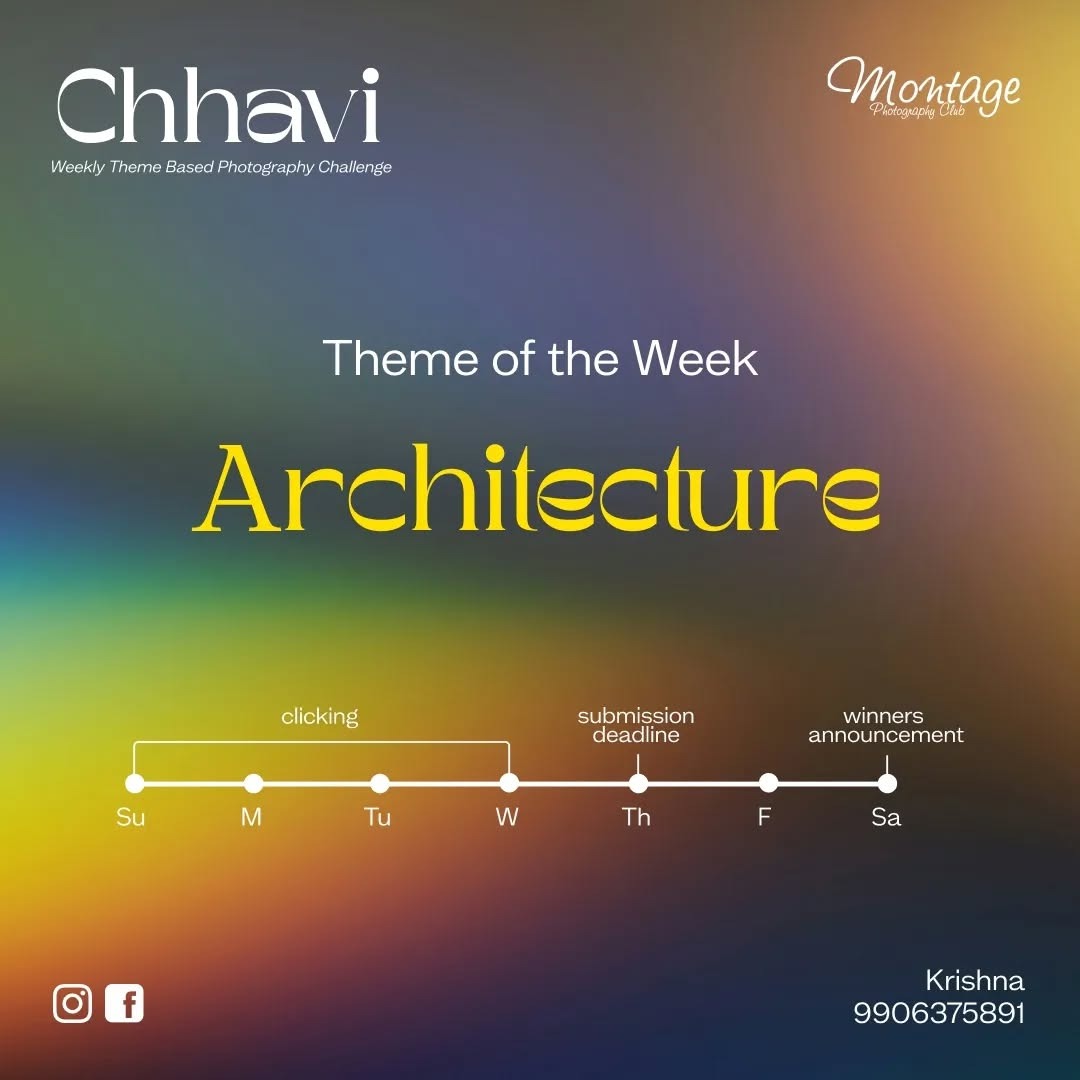 Chhavi
Weekly Theme Based Photography Challenge
Montage
Photography Club
Theme of the Week
Architecture
clicking
submission
deadline
winners
announcement
Su M Tu W Th F Sa
Krishna
9906375891